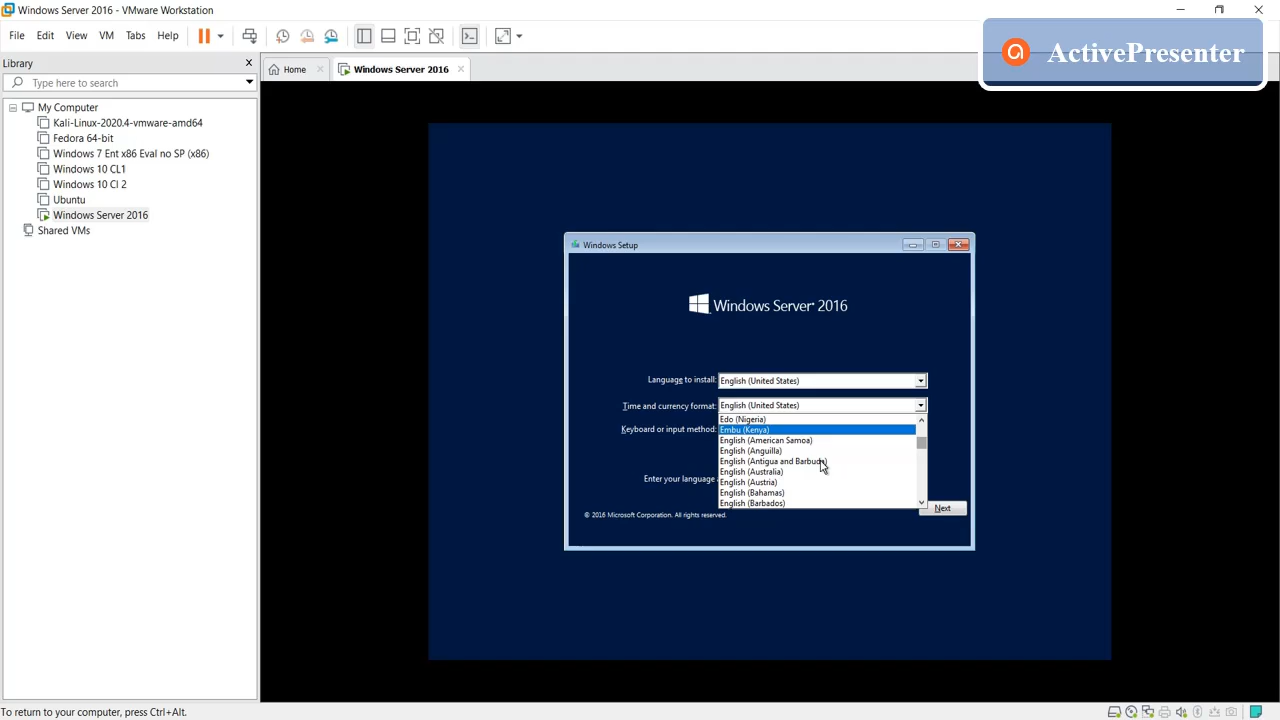 Windows Server 2016 - VMware Workstation
File Edit View VM Tabs Help
ActivePresenter
Library
Home
Windows Server 2016
Type here to search
My Computer
Kali-Linux-2020.4-vmware-amd64
Fedora 64-bit
Windows 7 Ent x86 Eval no SP (x86)
Windows 10 CL1
Windows 10 Cl 2
Ubuntu
Windows Server 2016
Shared VMs
Windows Setup
Windows Server 2016
Language to install: English (United States)
Time and currency format: English (United States)
Edo (Nigeria)
Keyboard or input method: Embu (Kenya)
English (American Samoa)
English (Anguilla)
English (Antigua and Barbuda)
English (Australia)
Enter your language
English (Austria)
English (Bahamas)
English (Barbados)
Next
© 2016 Microsoft Corporation. All rights reserved.
To return to your computer, press Ctrl+Alt.